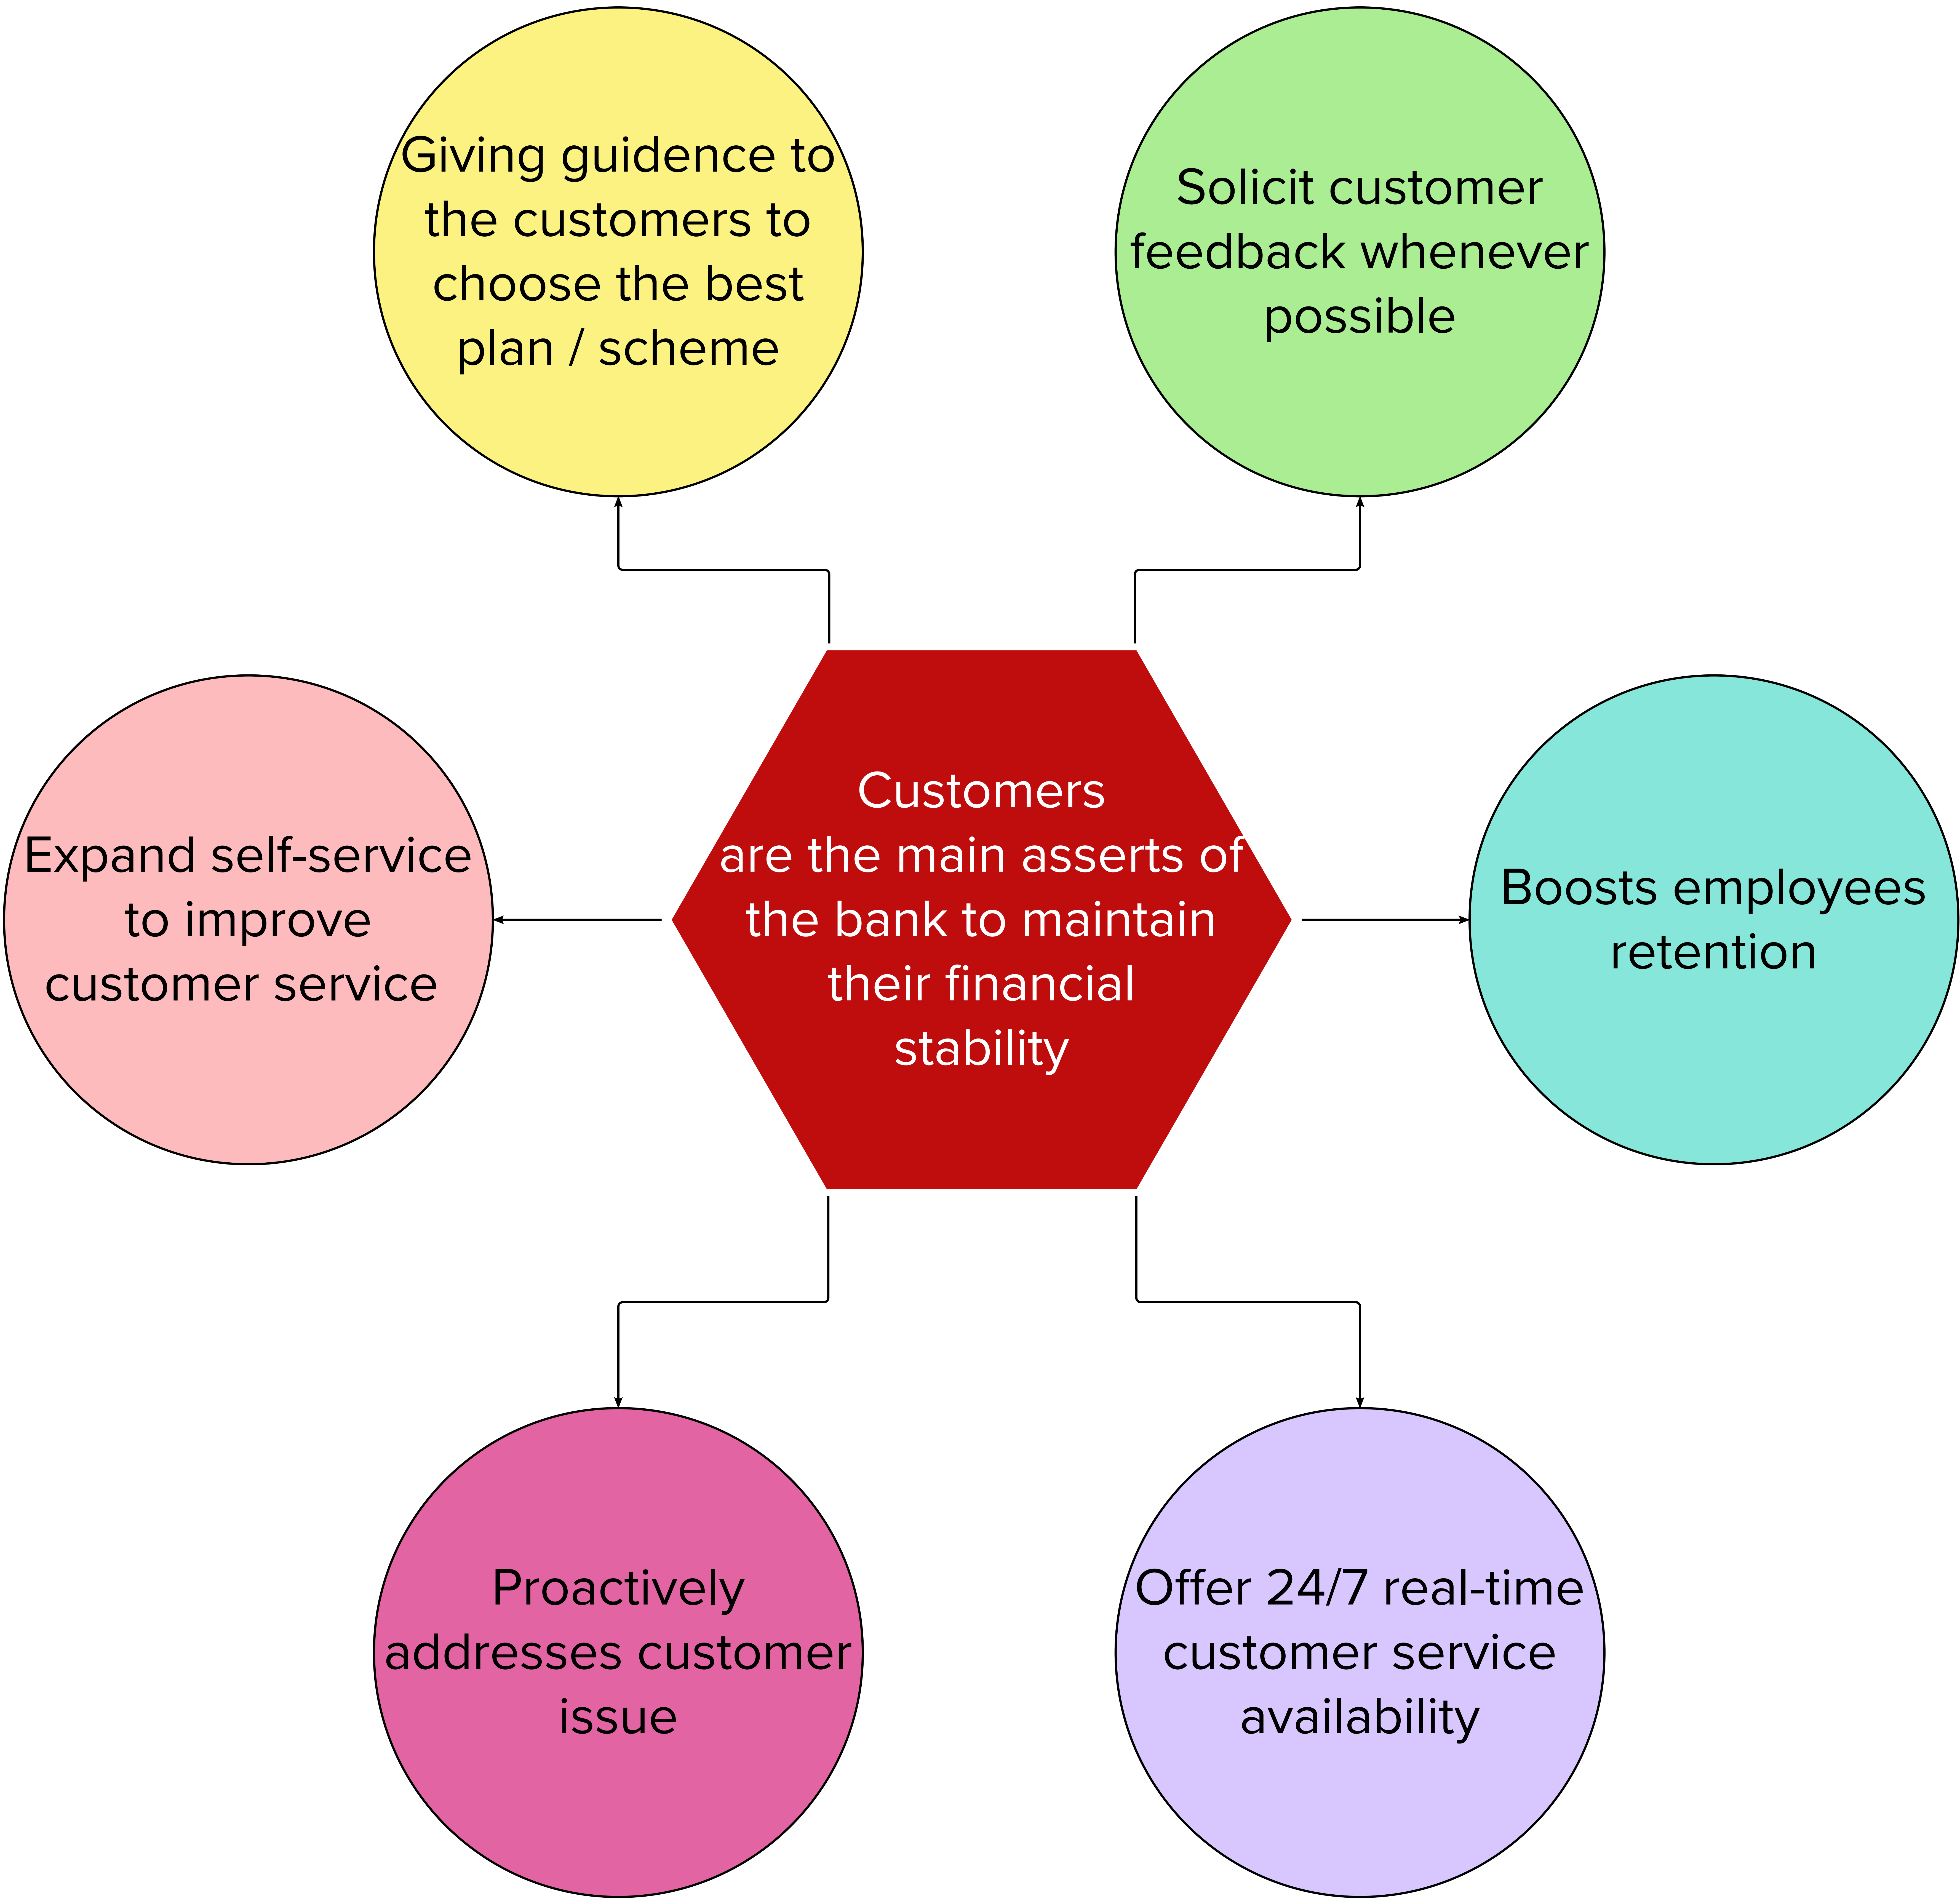 Giving guidence to
the customers to
choose the best
plan / scheme
Solicit customer
feedback whenever
possible
Expand self-service
to improve
customer service
Customers
are the main asserts of
the bank to maintain
their financial
stability
Boosts employees
retention
Proactively
addresses customer
issue
Offer 24/7 real-time
customer service
availability